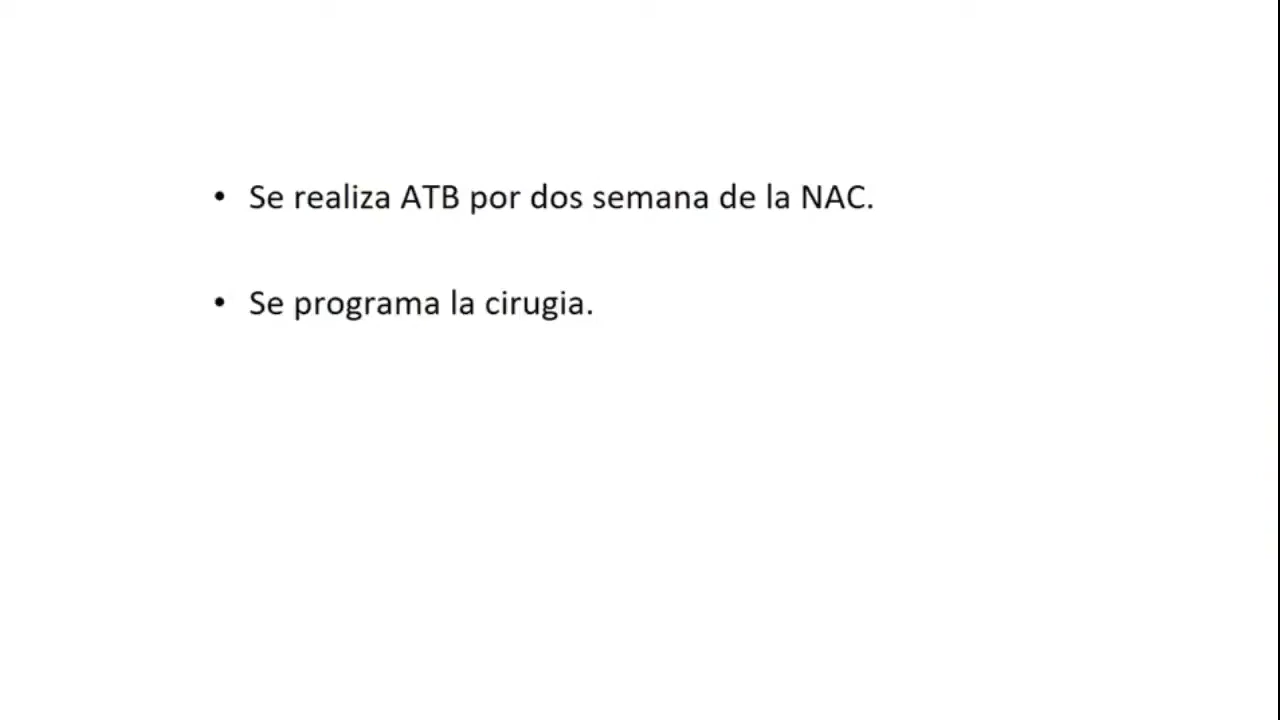 • Se realiza ATB por dos semana de la NAC.
• Se programa la cirugia.